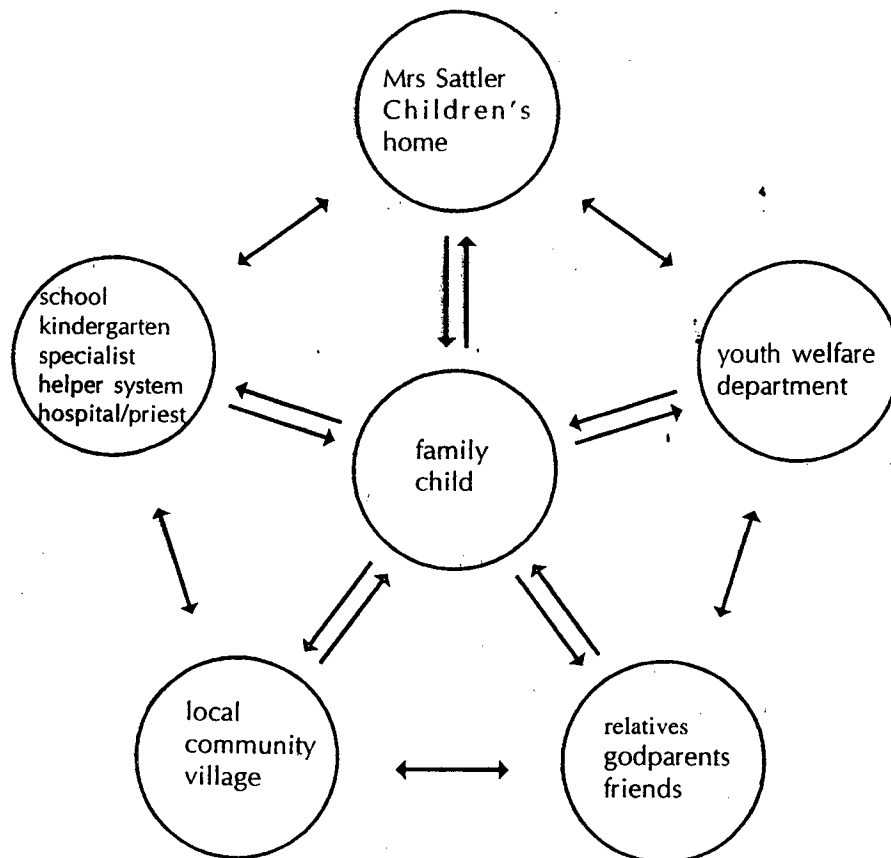 Mrs Sattler
Children's
home
school
kindergarten
specialist
helper system
hospital/priest
youth welfare
department
family
child
local
community
village
relatives
godparents
friends